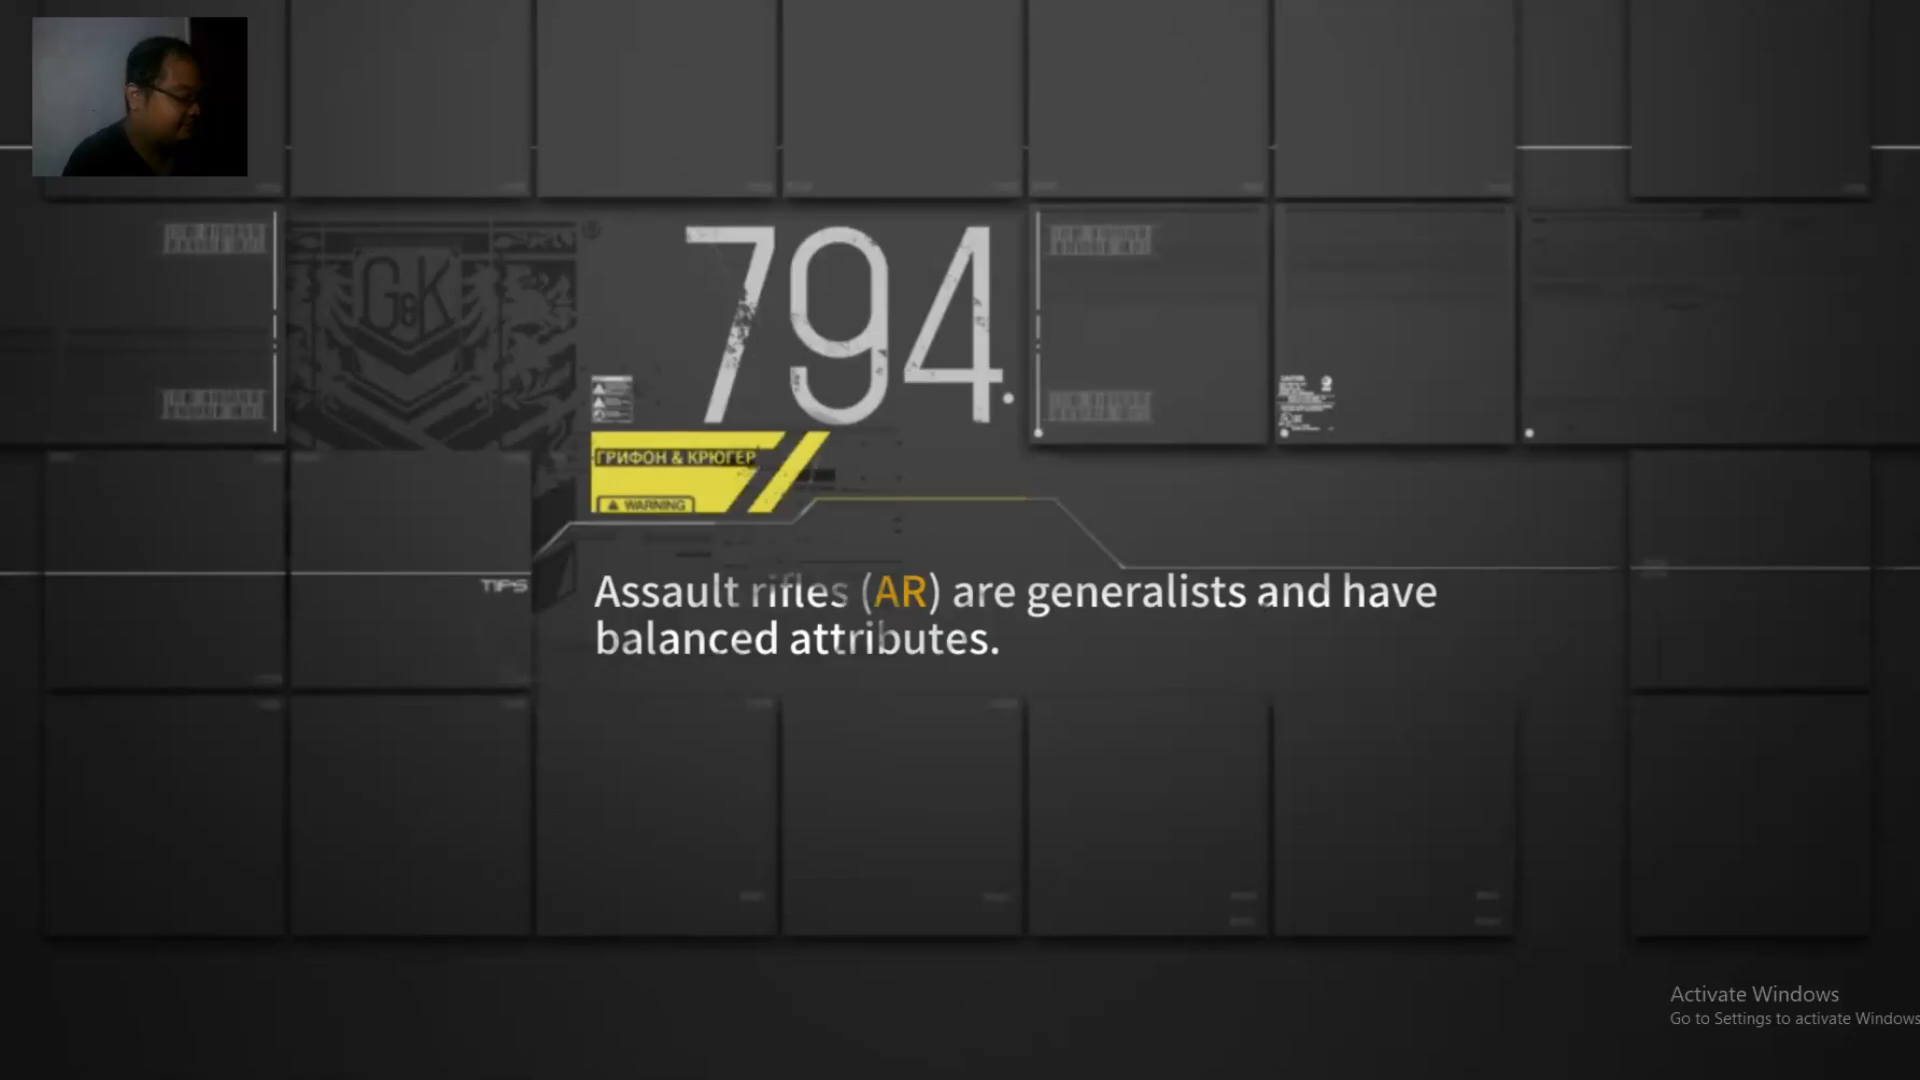 G&K
794.
ГРИФОН & КРЮГЕР
WARNING
TIPS
Assault rifles (AR) are generalists and have
balanced attributes.
Activate Windows
Go to Settings to activate Windows